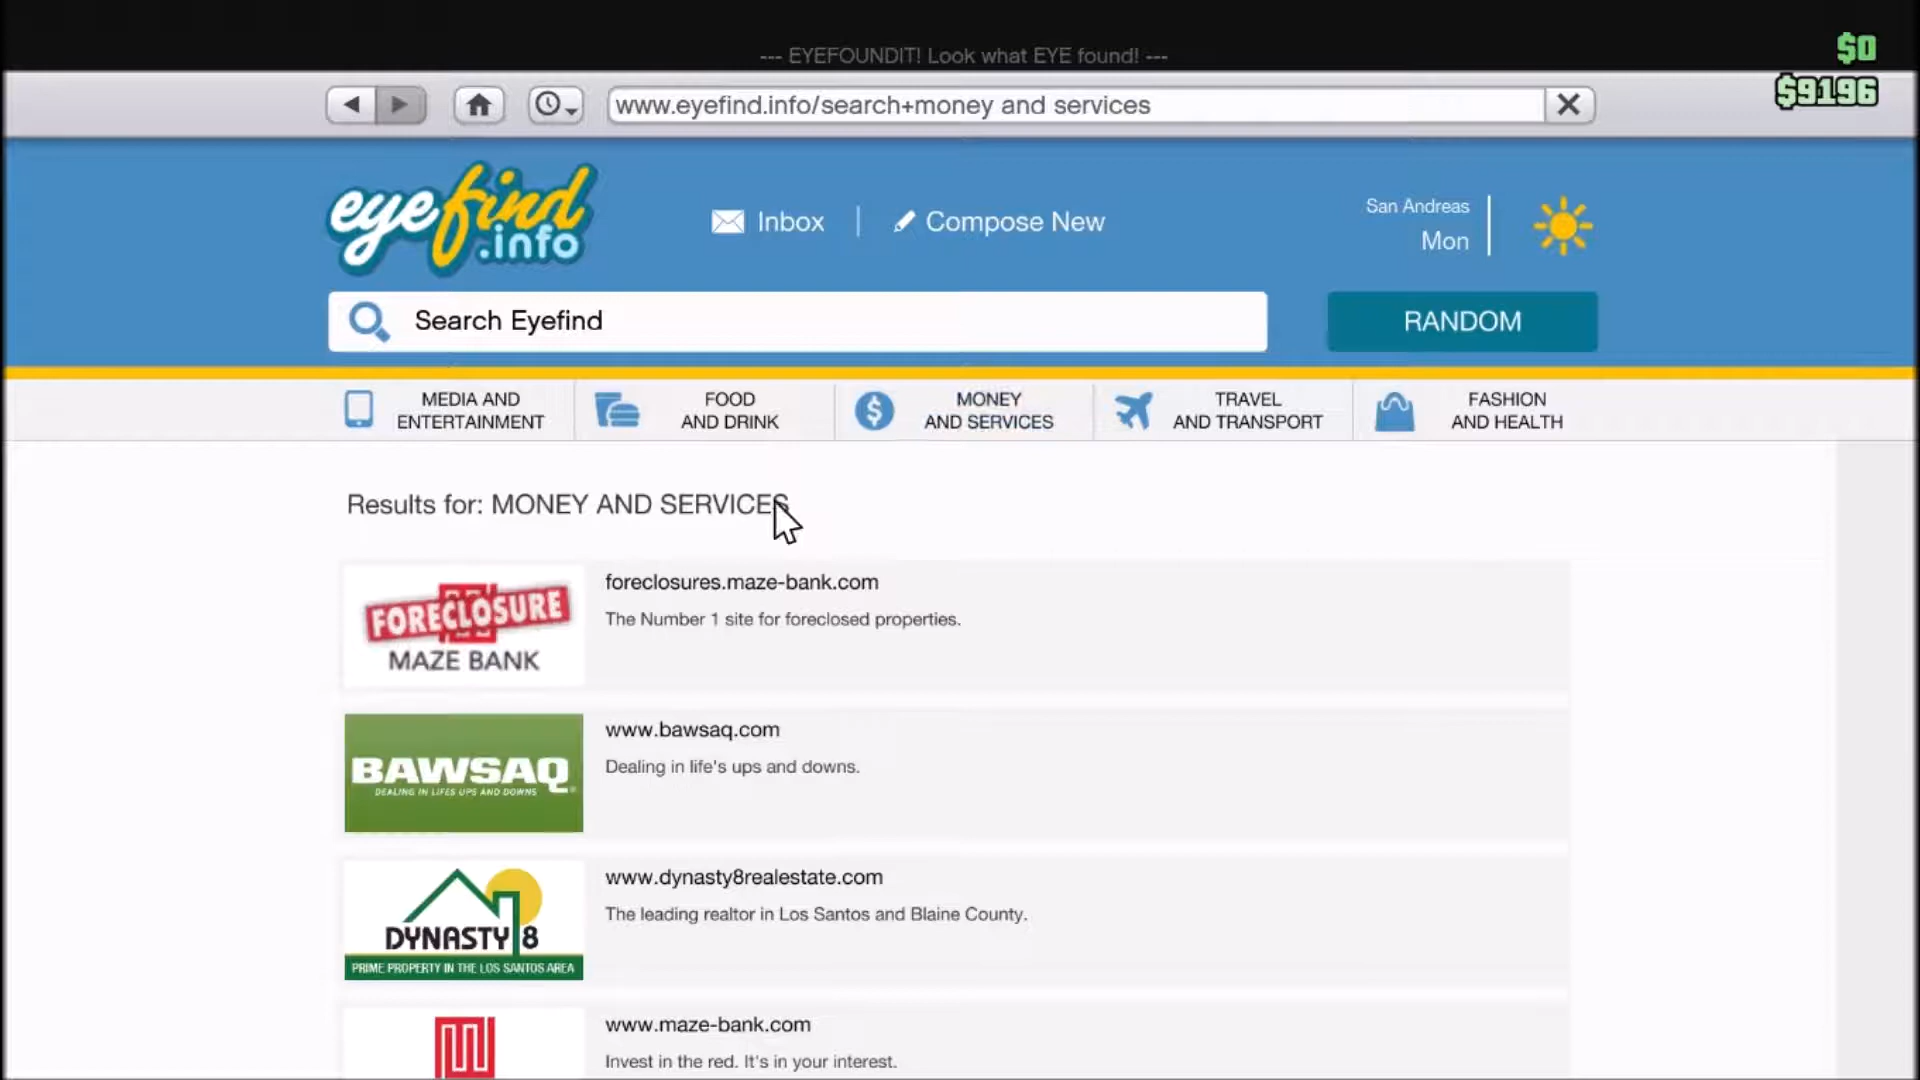 --- EYEFOUNDIT! Look what EYE found! ---
$0
$9196
www.eyefind.info/search+money and services
eyefind
.info
Inbox
Compose New
San Andreas
Mon
Search Eyefind
RANDOM
MEDIA AND
ENTERTAINMENT
FOOD
AND DRINK
MONEY
AND SERVICES
TRAVEL
AND TRANSPORT
FASHION
AND HEALTH
Results for: MONEY AND SERVICES
FORECLOSURE
MAZE BANK
foreclosures.maze-bank.com
The Number 1 site for foreclosed properties.
BAWSAQ
DEALING IN LIFES UPS AND DOWNS
www.bawsaq.com
Dealing in life's ups and downs.
DYNASTY 8
PRIME PROPERTY IN THE LOS SANTOS AREA
www.dynasty8realestate.com
The leading realtor in Los Santos and Blaine County.
www.maze-bank.com
Invest in the red. It's in your interest.